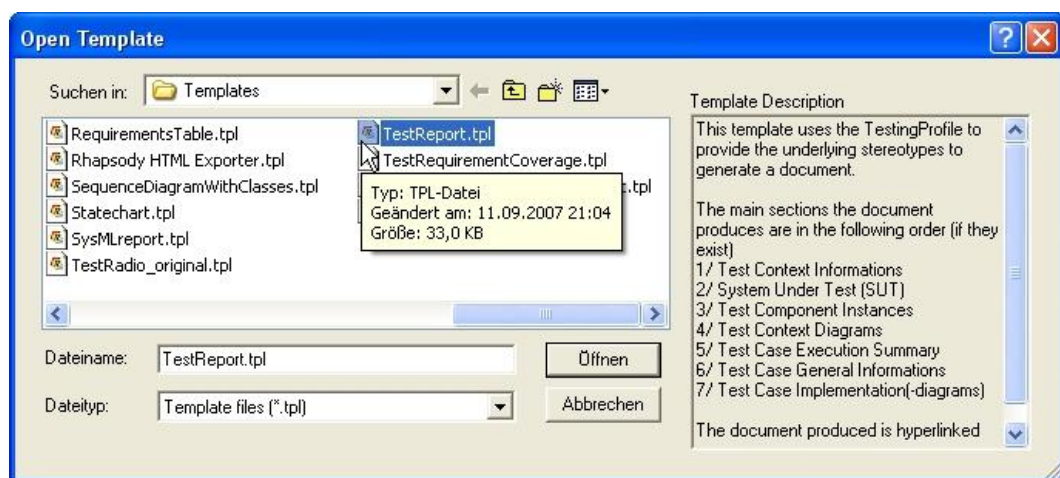 Open Template
Suchen in:
Templates
RequirementsTable.tpl
Rhapsody HTML Exporter.tpl
SequenceDiagramWithClasses.tpl
Statechart.tpl
SysMLreport.tpl
TestRadio_original.tpl
TestReport.tpl
TestRequirementCoverage.tpl
.tpl
Typ: TPL-Datei
Geändert am: 11.09.2007 21:04
Größe: 33,0 KB
Dateiname:
TestReport.tpl
Öffnen
Dateityp:
Template files (*.tpl)
Abbrechen
Template Description
This template uses the TestingProfile to
provide the underlying stereotypes to
generate a document.
The main sections the document
produces are in the following order (if they
exist)
1/ Test Context Informations
2/ System Under Test (SUT)
3/ Test Component Instances
4/ Test Context Diagrams
5/ Test Case Execution Summary
6/ Test Case General Informations
7/ Test Case Implementation(-diagrams)
The document produced is hyperlinked